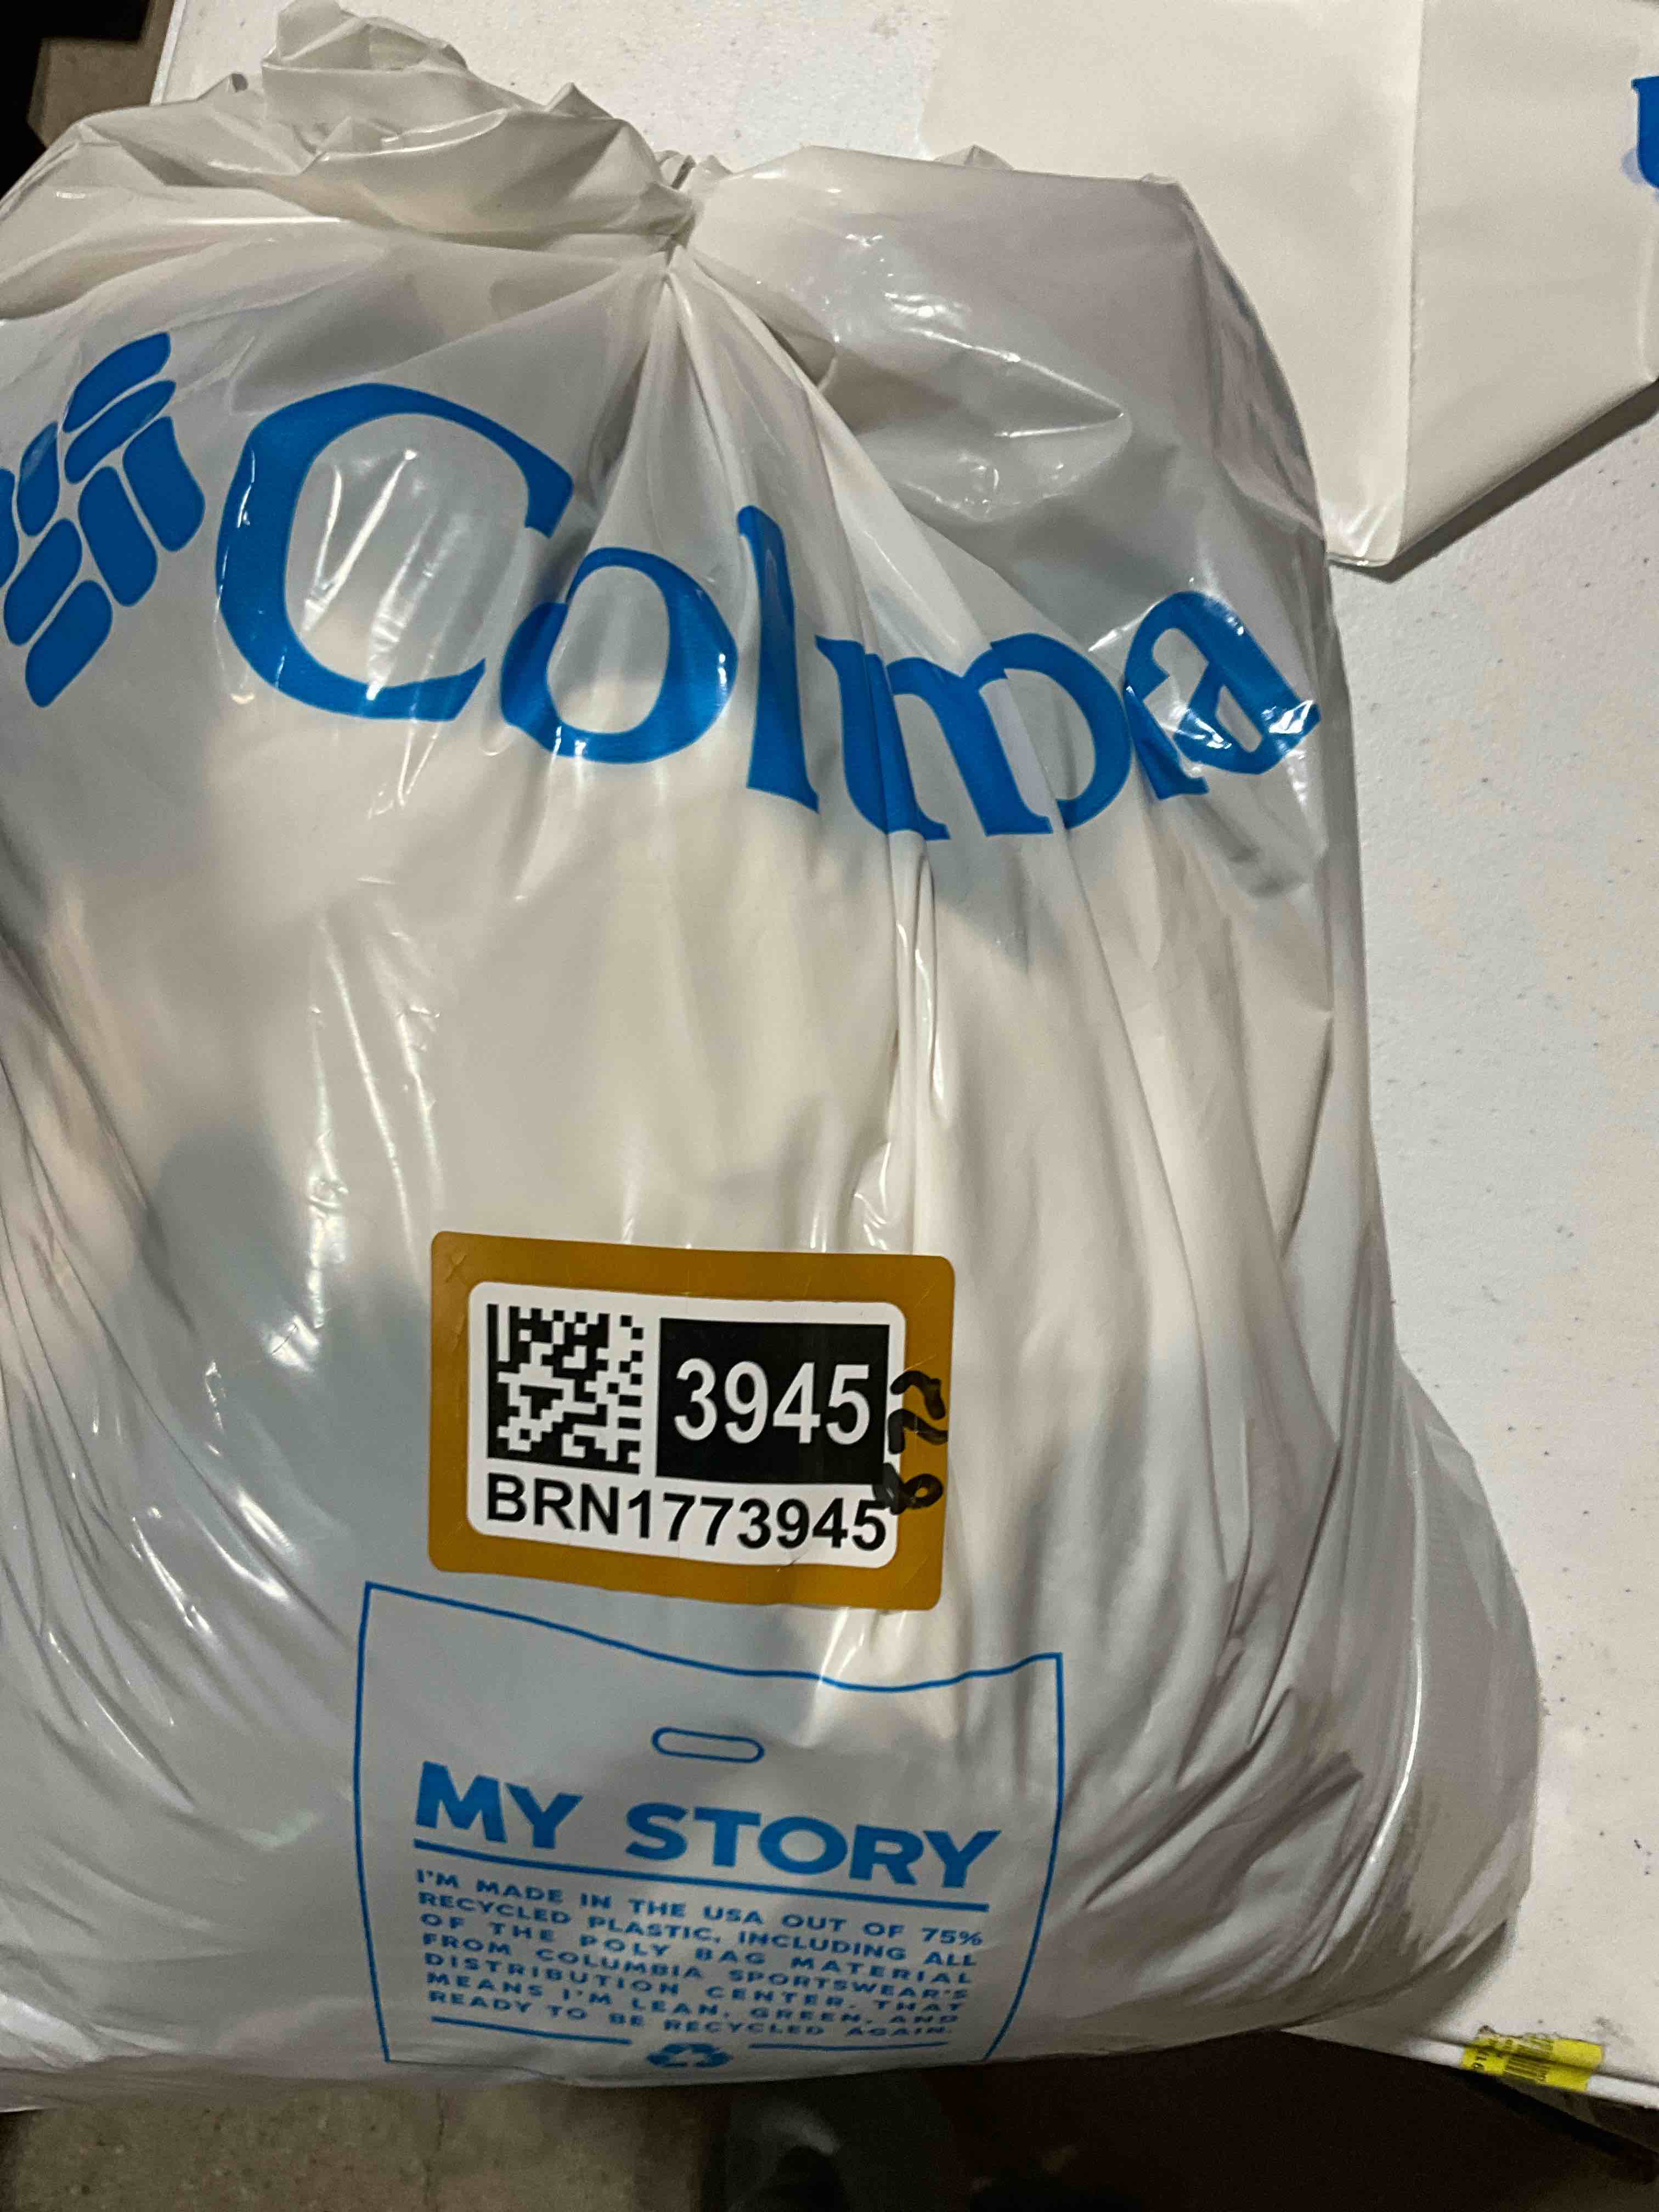 Columbia
3945
BRN1773945
MY STORY
I'M MADE IN THE USA OUT OF 75%
RECYCLED PLASTIC, INCLUDING ALL
OF THE POLY BAG MATERIAL
FROM COLUMBIA SPORTSWEAR'S
DISTRIBUTION CENTER. THAT
MEANS I'M LEAN, GREEN, AND
READY TO BE RECYCLED AGAIN.